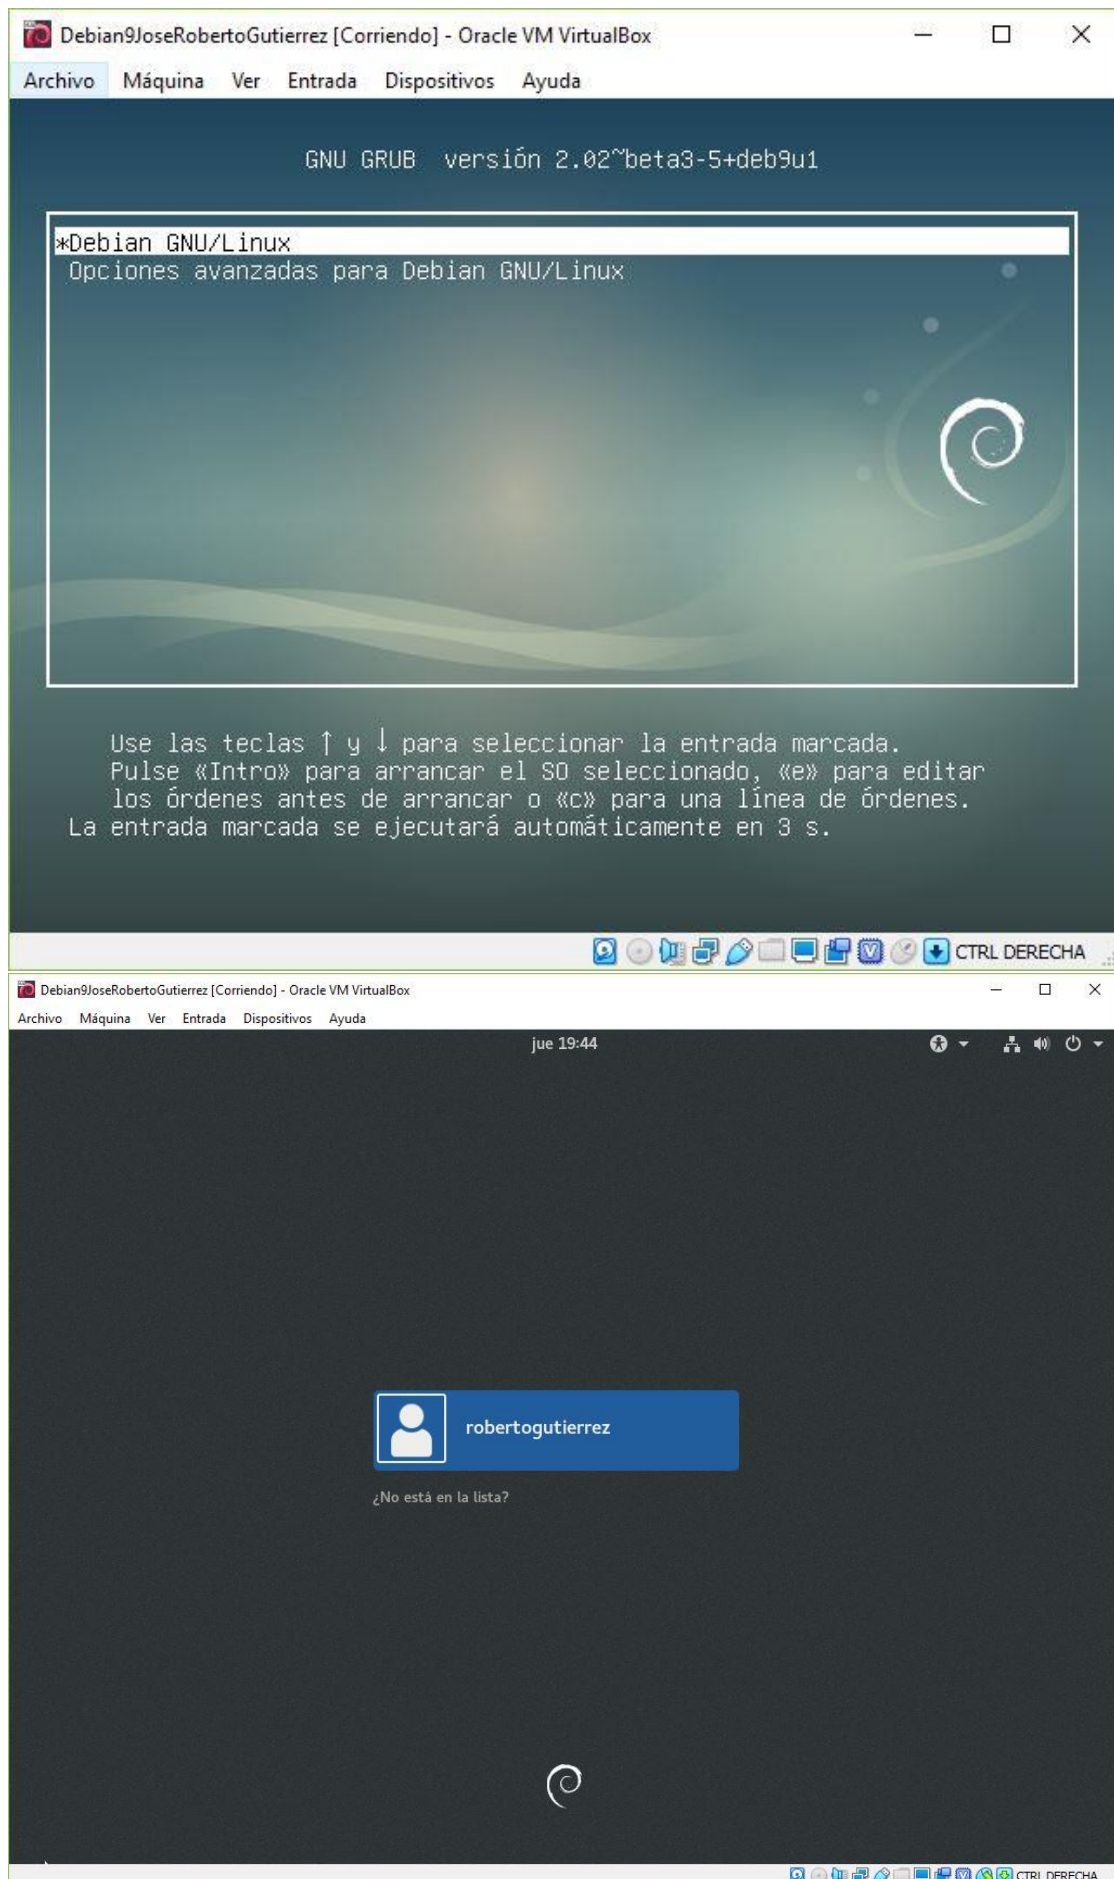 Debian9JoseRobertoGutierrez [Corriendo] - Oracle VM VirtualBox
Archivo Máquina Ver Entrada Dispositivos Ayuda
GNU GRUB versión 2.02~beta3-5+deb9u1
*Debian GNU/Linux
Opciones avanzadas para Debian GNU/Linux
Use las teclas ↑ y ↓ para seleccionar la entrada marcada.
Pulse «Intro» para arrancar el SO seleccionado, «e» para editar
los órdenes antes de arrancar o «c» para una línea de órdenes.
La entrada marcada se ejecutará automáticamente en 3 s.
CTRL DERECHA
Debian9JoseRobertoGutierrez [Corriendo] - Oracle VM VirtualBox
Archivo Máquina Ver Entrada Dispositivos Ayuda
jue 19:44
robertogutierrez
¿No está en la lista?
CTRL DERECHA